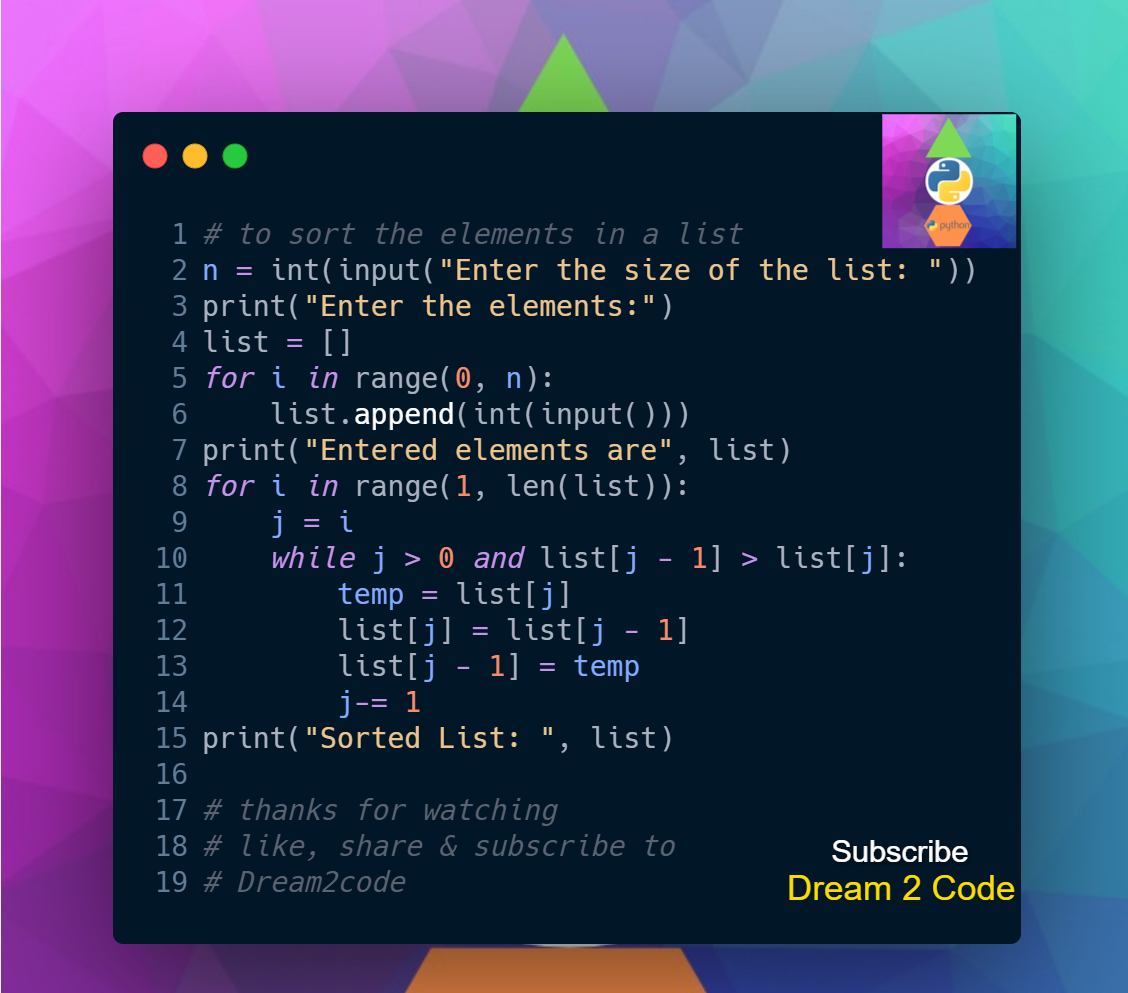 python
1 # to sort the elements in a list
2 n = int(input("Enter the size of the list: "))
3 print("Enter the elements:")
4 list = []
5 for i in range(0, n):
6     list.append(int(input()))
7 print("Entered elements are", list)
8 for i in range(1, len(list)):
9     j = i
10     while j > 0 and list[j - 1] > list[j]:
11         temp = list[j]
12         list[j] = list[j - 1]
13         list[j - 1] = temp
14         j-= 1
15 print("Sorted List: ", list)
16
17 # thanks for watching
18 # like, share & subscribe to
19 # Dream2code
Subscribe
Dream 2 Code